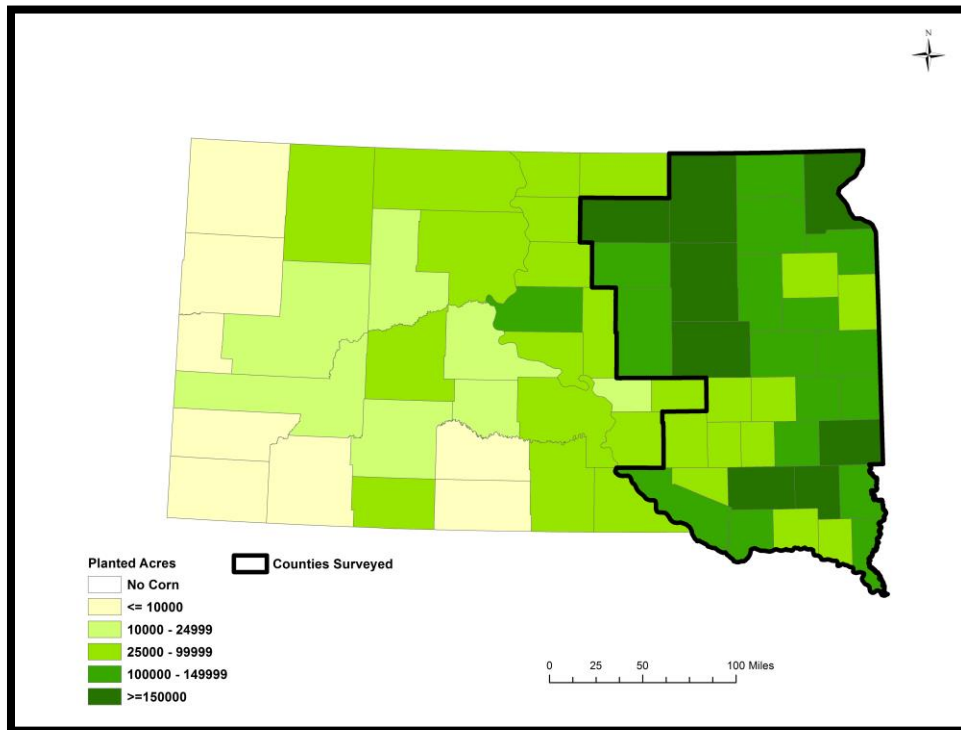 N
Planted Acres
Counties Surveyed
No Corn
<= 10000
10000 - 24999
25000 - 99999
100000 - 149999
>=150000
0 25 50 100 Miles